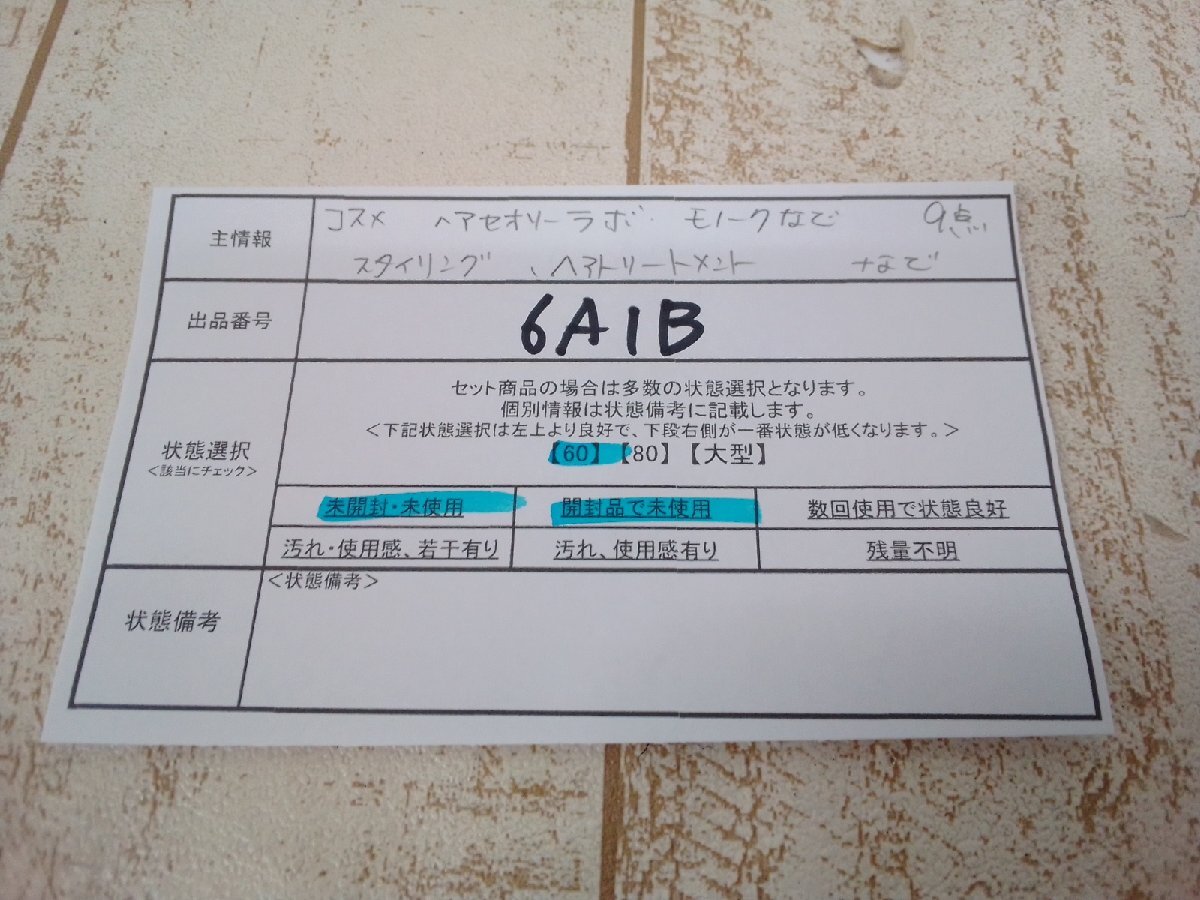 主情報
コスメ ヘアセオリーラボ・モノークなど 9点
スタイリング、ヘアトリートメント など
出品番号
6A1B
状態選択
<該当にチェック>
セット商品の場合は多数の状態選択となります。
個別情報は状態備考に記載します。
<下記状態選択は左上より良好で、下段右側が一番状態が低くなります。>
【60】【80】【大型】
未開封・未使用 開封品で未使用 数回使用で状態良好
汚れ・使用感、若干有り 汚れ、使用感有り 残量不明
状態備考
<状態備考>